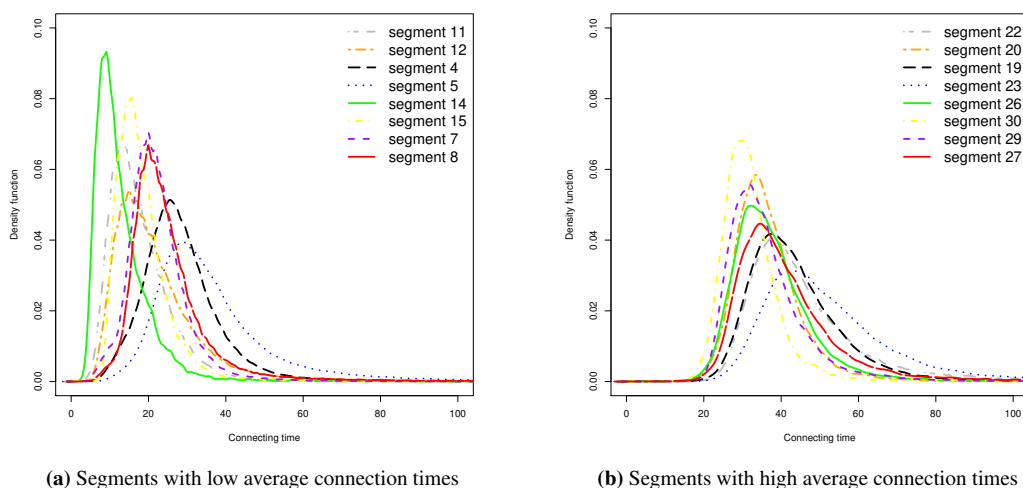 0.10
0.08
0.06
0.04
0.02
0.00
Density function
0 20 40 60 80 100
Connecting time
segment 11
segment 12
segment 4
segment 5
segment 14
segment 15
segment 7
segment 8
(a) Segments with low average connection times
0.10
0.08
0.06
0.04
0.02
0.00
Density function
0 20 40 60 80 100
Connecting time
segment 22
segment 20
segment 19
segment 23
segment 26
segment 30
segment 29
segment 27
(b) Segments with high average connection times